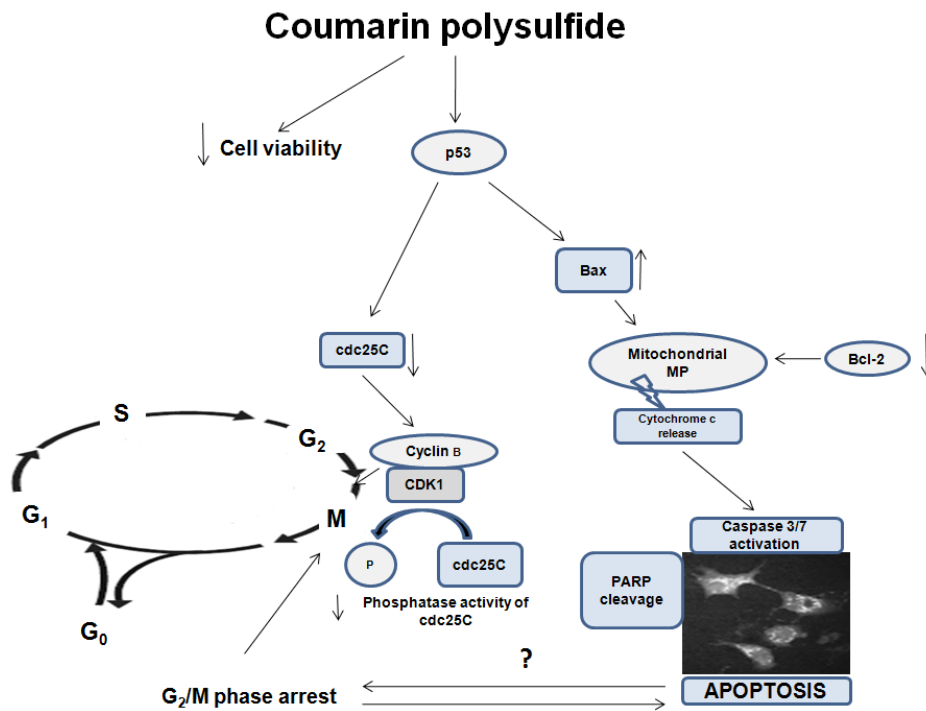 Coumarin polysulfide
Cell viability
p53
Bax
cdc25C
Mitochondrial
MP
Bcl-2
Cytochrome c
release
S
G2
Cyclin B
CDK1
G1
M
Caspase 3/7
activation
P
cdc25C
PARP
cleavage
Phosphatase activity of
cdc25C
G0
?
G2/M phase arrest
APOPTOSIS